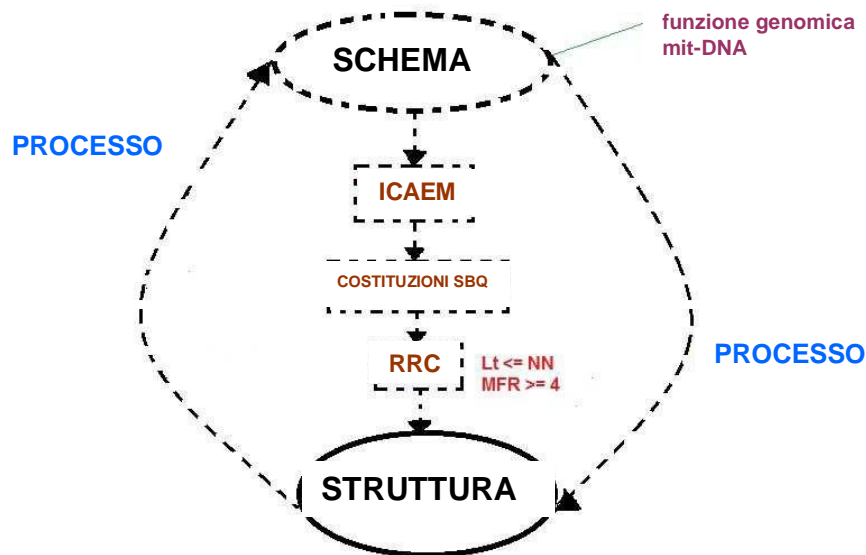 funzione genomica
mit-DNA
SCHEMA
PROCESSO
ICAEM
COSTITUZIONI SBQ
RRC
Lt <= NN
MFR >= 4
PROCESSO
STRUTTURA